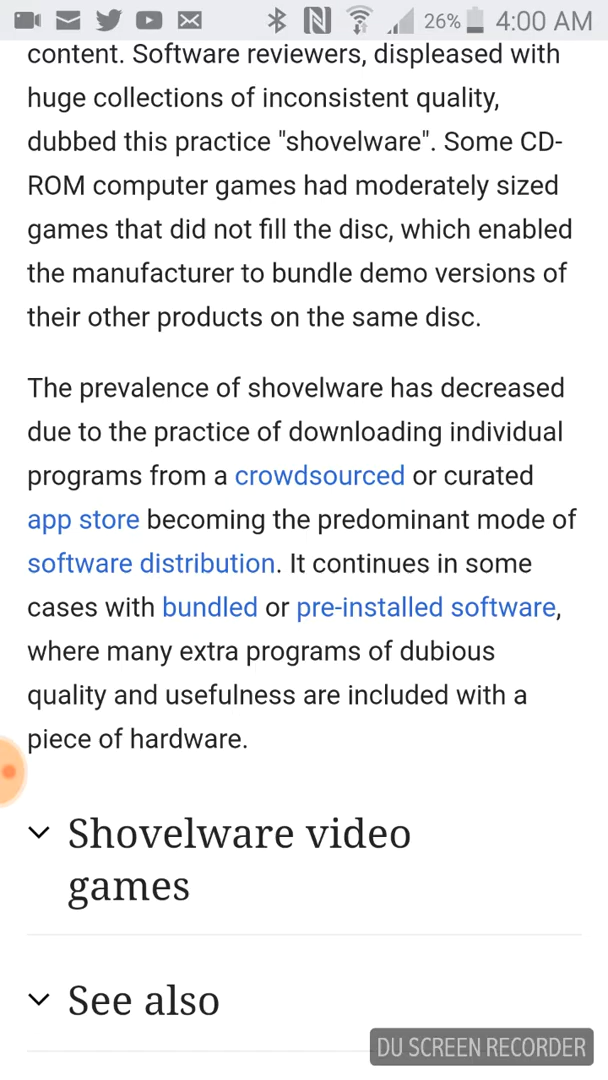 26% 4:00 AM
content. Software reviewers, displeased with
huge collections of inconsistent quality,
dubbed this practice "shovelware". Some CD-
ROM computer games had moderately sized
games that did not fill the disc, which enabled
the manufacturer to bundle demo versions of
their other products on the same disc.
The prevalence of shovelware has decreased
due to the practice of downloading individual
programs from a crowdsourced or curated
app store becoming the predominant mode of
software distribution. It continues in some
cases with bundled or pre-installed software,
where many extra programs of dubious
quality and usefulness are included with a
piece of hardware.
Shovelware video
games
See also
DU SCREEN RECORDER